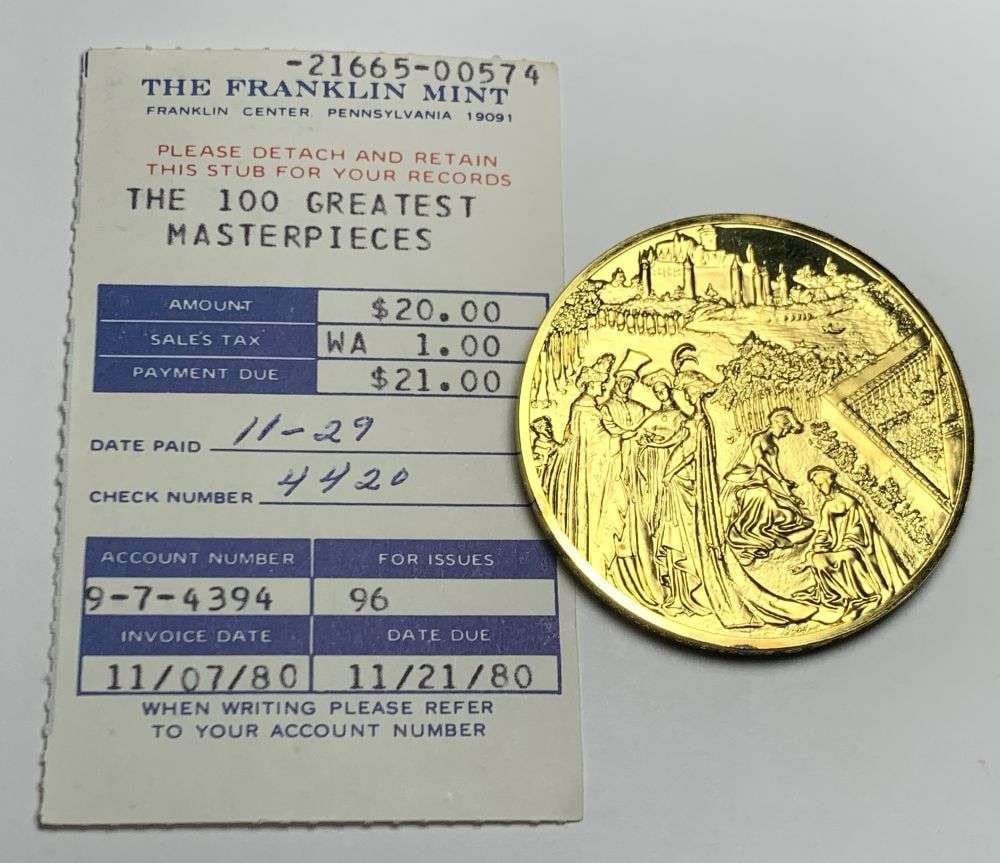 -21665-00574
THE FRANKLIN MINT
FRANKLIN CENTER, PENNSYLVANIA 19091
PLEASE DETACH AND RETAIN
THIS STUB FOR YOUR RECORDS
THE 100 GREATEST
MASTERPIECES
AMOUNT $20.00
SALES TAX WA 1.00
PAYMENT DUE $21.00
DATE PAID 11-29
CHECK NUMBER 4420
ACCOUNT NUMBER FOR ISSUES
9-7-4394 96
INVOICE DATE DATE DUE
11/07/80 11/21/80
WHEN WRITING PLEASE REFER
TO YOUR ACCOUNT NUMBER